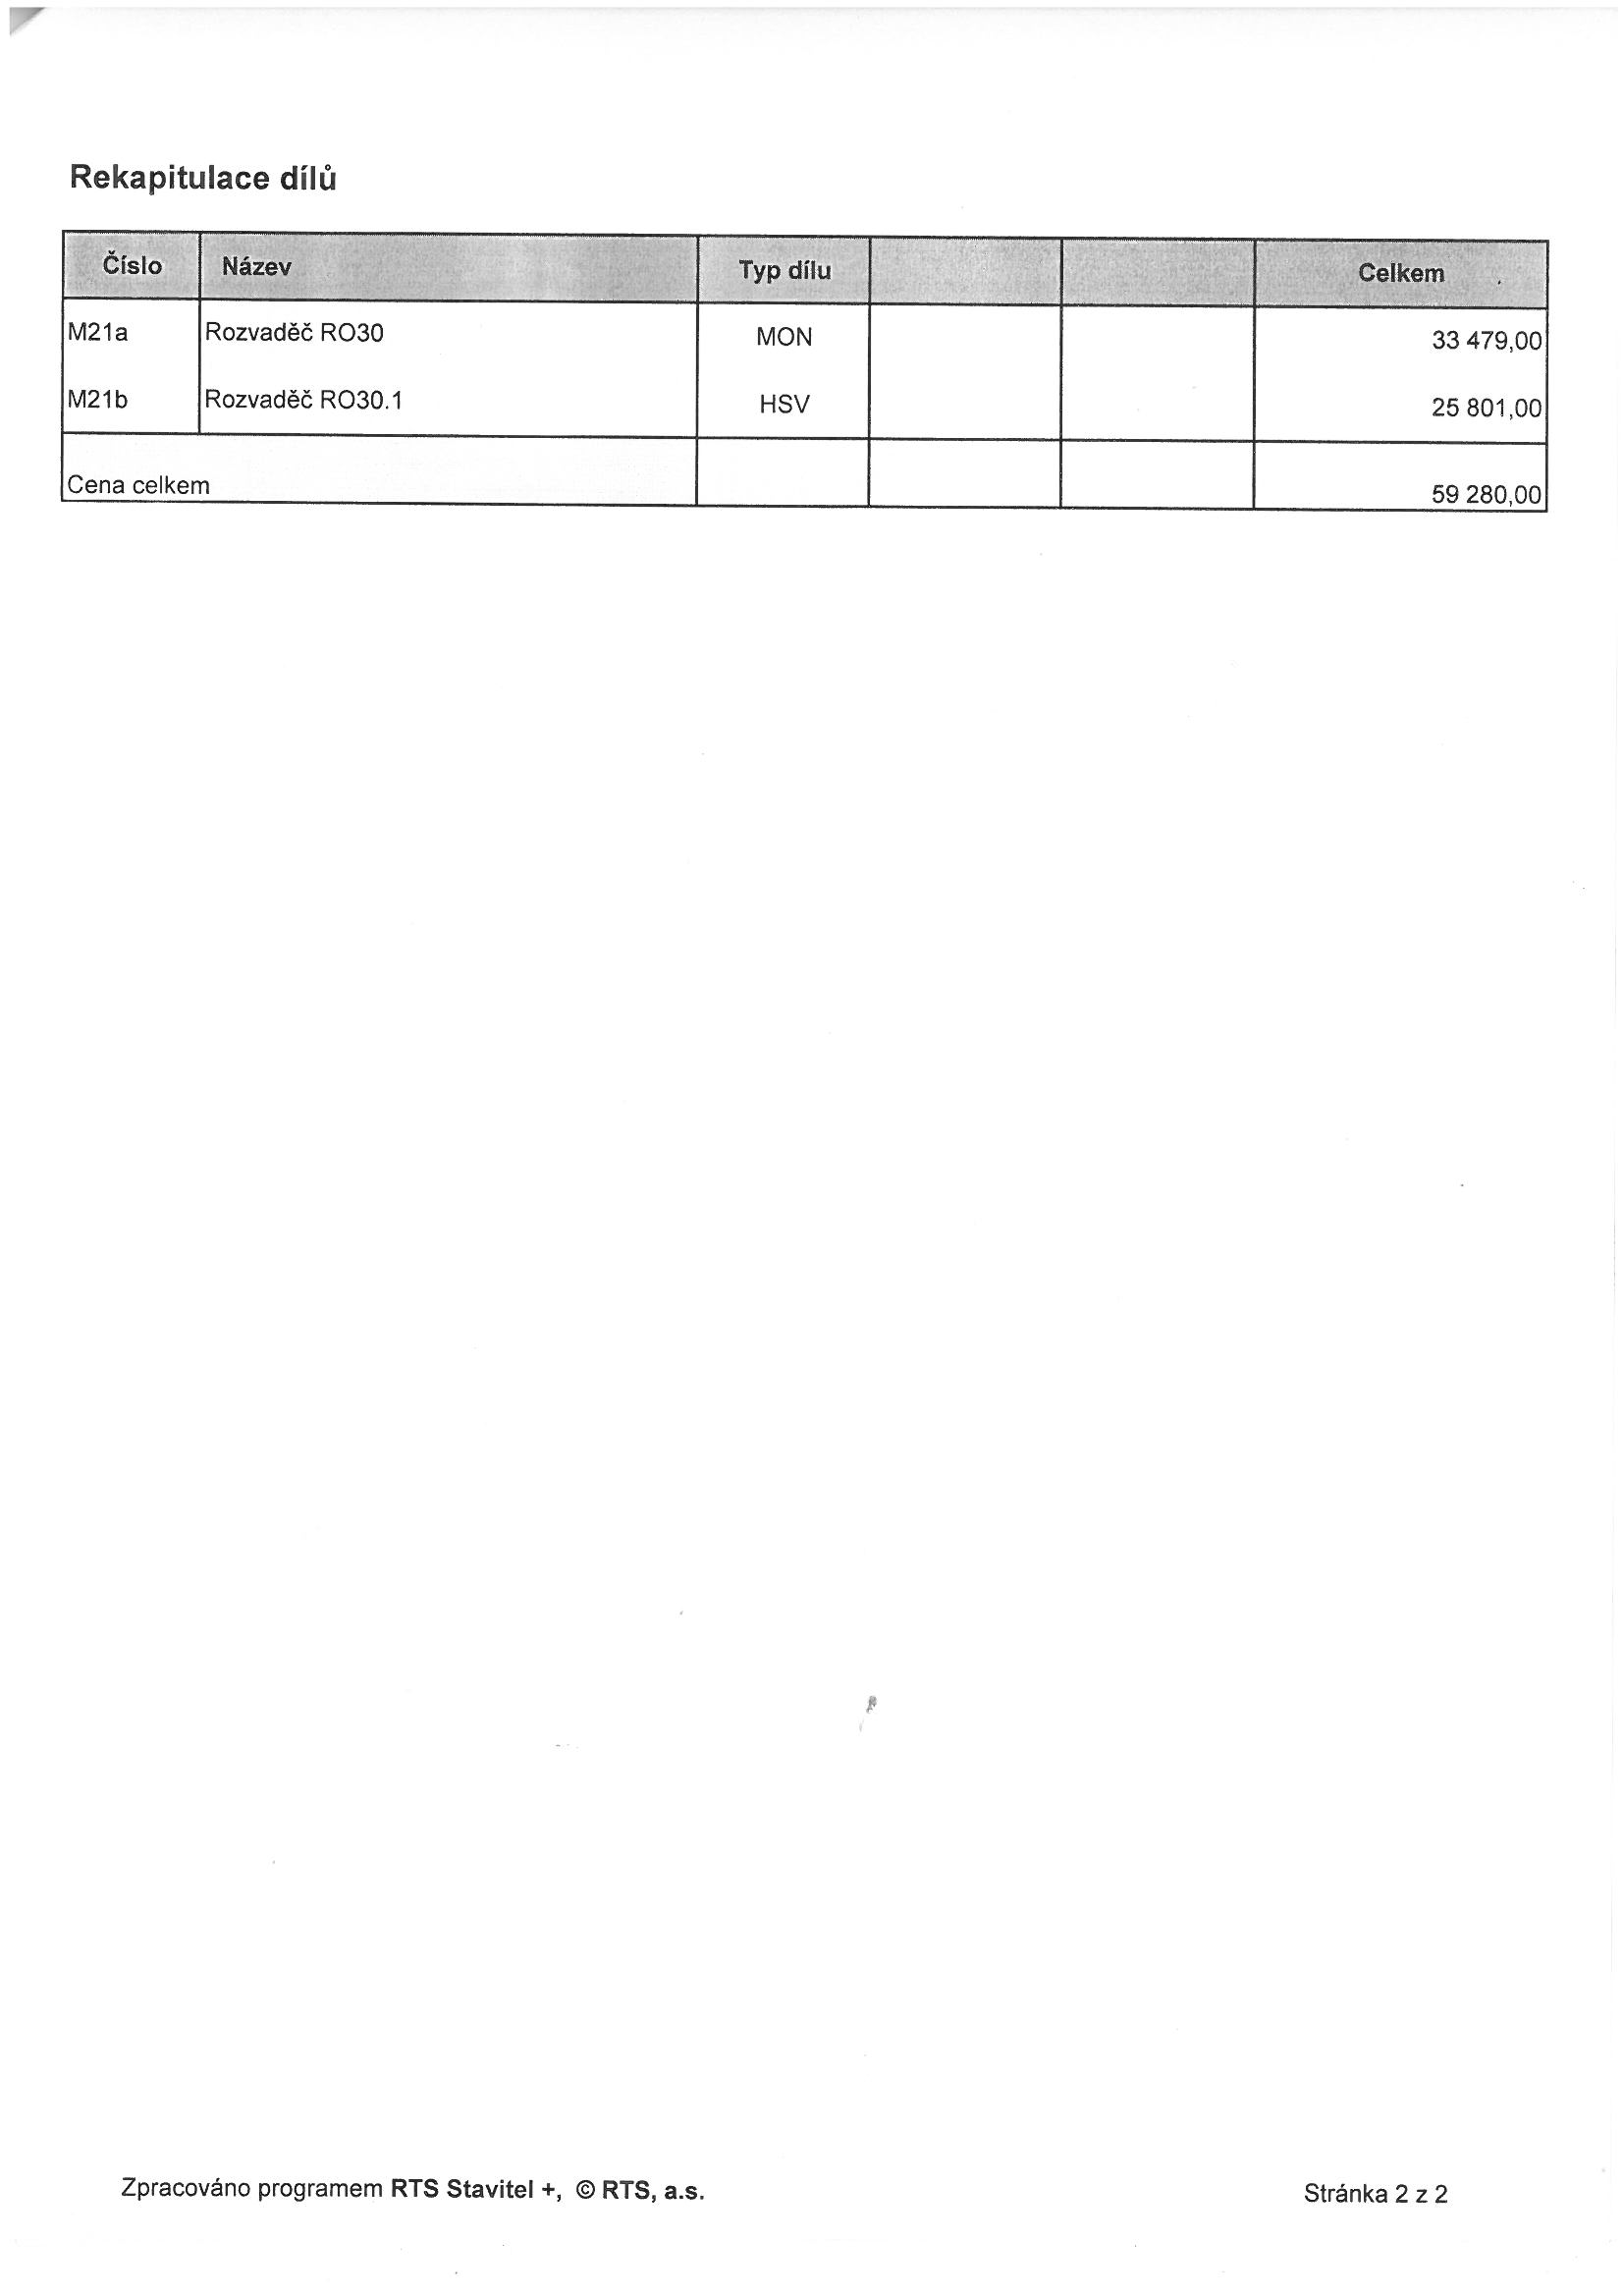 Rekapitulace dílů
Číslo Název Typ dílu Celkem
M21a Rozvaděč RO30 MON 33 479,00
M21b Rozvaděč RO30.1 HSV 25 801,00
Cena celkem 59 280,00
Zpracováno programem RTS Stavitel +, © RTS, a.s. Stránka 2 z 2